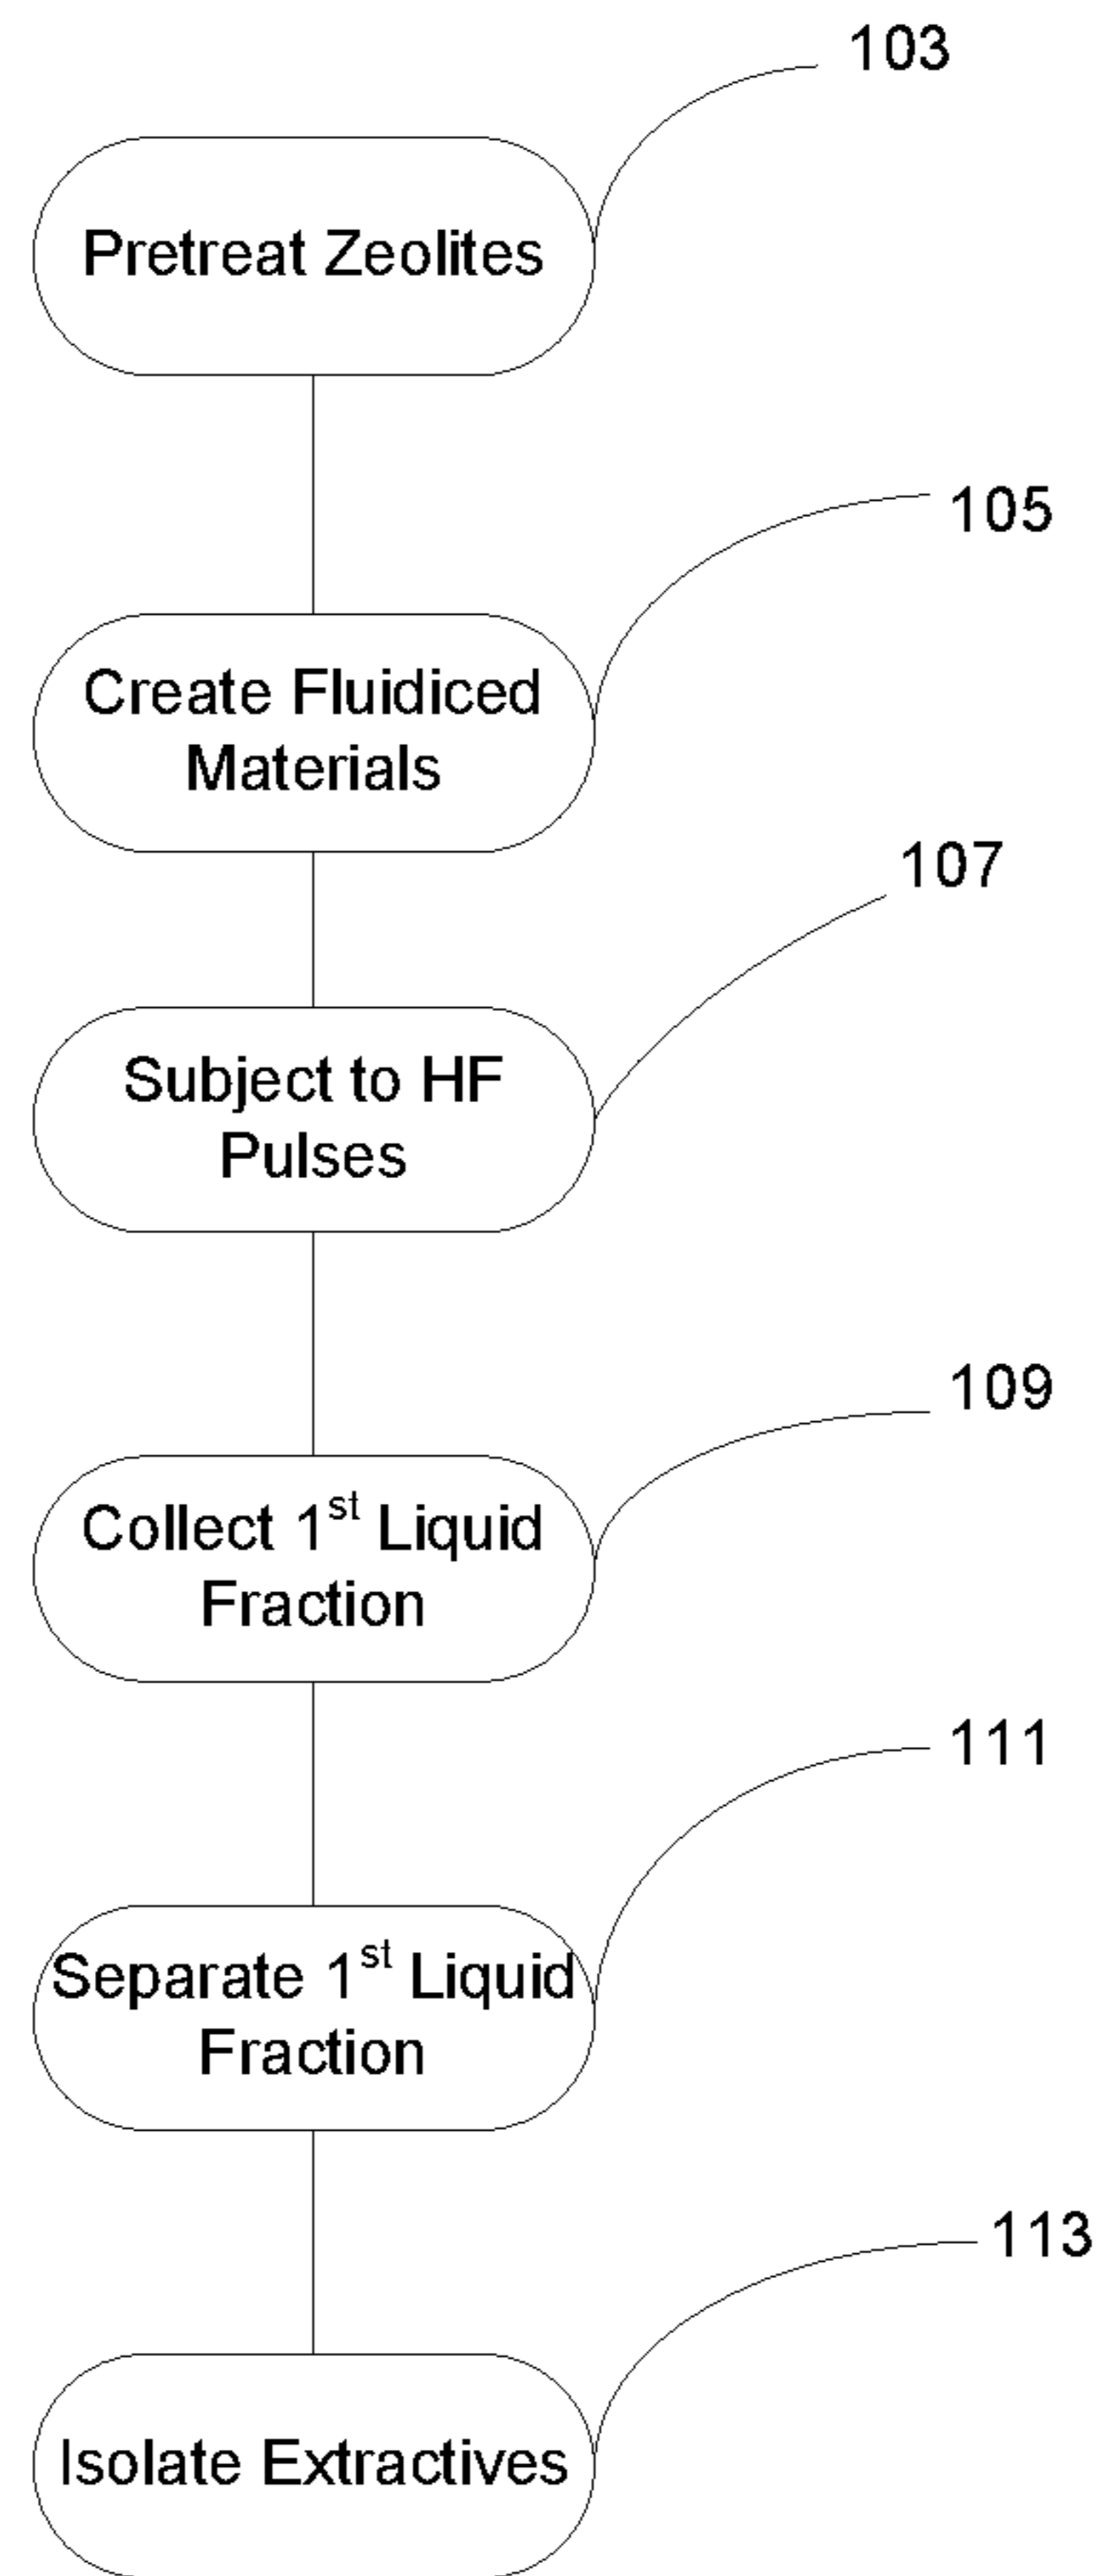 103
Pretreat Zeolites
105
Create Fluidiced
Materials
107
Subject to HF
Pulses
109
Collect 1st Liquid
Fraction
111
Separate 1st Liquid
Fraction
113
Isolate Extractives